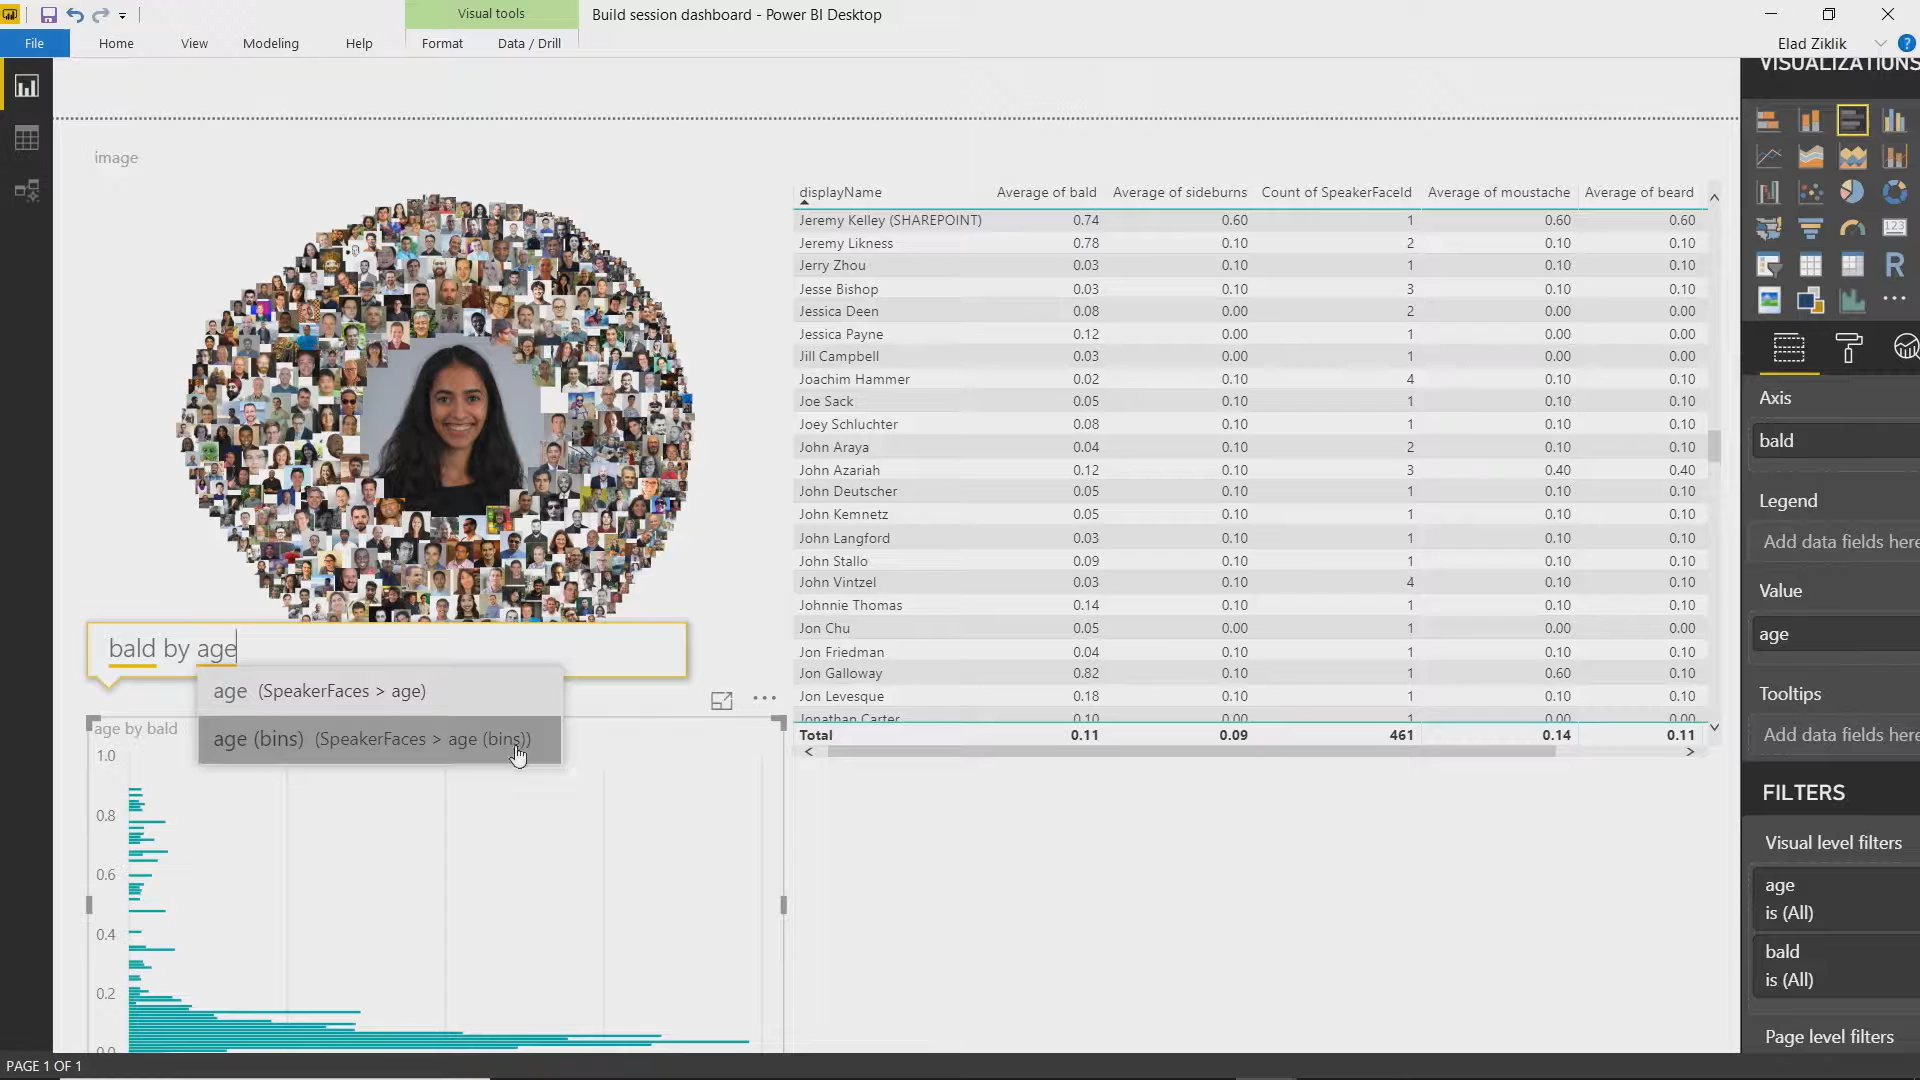 Visual tools
Build session dashboard - Power BI Desktop
File Home View Modeling Help Format Data / Drill
Elad Ziklik
?
VISUALIZATIONS
image
displayName Average of bald Average of sideburns Count of SpeakerFaceId Average of moustache Average of beard
Jeremy Kelley (SHAREPOINT) 0.74 0.60 1 0.60 0.60
Jeremy Likness 0.78 0.10 2 0.10 0.10
Jerry Zhou 0.03 0.10 1 0.10 0.10
Jesse Bishop 0.03 0.10 3 0.10 0.10
Jessica Deen 0.08 0.00 2 0.00 0.00
Jessica Payne 0.12 0.00 1 0.00 0.00
Jill Campbell 0.03 0.00 1 0.00 0.00
Joachim Hammer 0.02 0.10 4 0.10 0.10
Joe Sack 0.05 0.10 1 0.10 0.10
Joey Schluchter 0.08 0.10 1 0.10 0.10
John Araya 0.04 0.10 2 0.10 0.10
John Azariah 0.12 0.10 3 0.40 0.40
John Deutscher 0.05 0.10 1 0.10 0.10
John Kemnetz 0.05 0.10 1 0.10 0.10
John Langford 0.03 0.10 1 0.10 0.10
John Stallo 0.09 0.10 1 0.10 0.10
John Vintzel 0.03 0.10 4 0.10 0.10
Johnnie Thomas 0.14 0.10 1 0.10 0.10
Jon Chu 0.05 0.00 1 0.00 0.00
Jon Friedman 0.04 0.10 1 0.10 0.10
Jon Galloway 0.82 0.10 1 0.60 0.10
Jon Levesque 0.18 0.10 1 0.10 0.10
Jonathan Carter 0.10 0.00 1 0.00 0.00
Total 0.11 0.09 461 0.14 0.11
bald by age
age (SpeakerFaces > age)
age (bins) (SpeakerFaces > age (bins))
age by bald
1.0
0.8
0.6
0.4
0.2
0.0
123
R
Axis
bald
Legend
Add data fields here
Value
age
Tooltips
Add data fields here
FILTERS
Visual level filters
age
is (All)
bald
is (All)
Page level filters
PAGE 1 OF 1